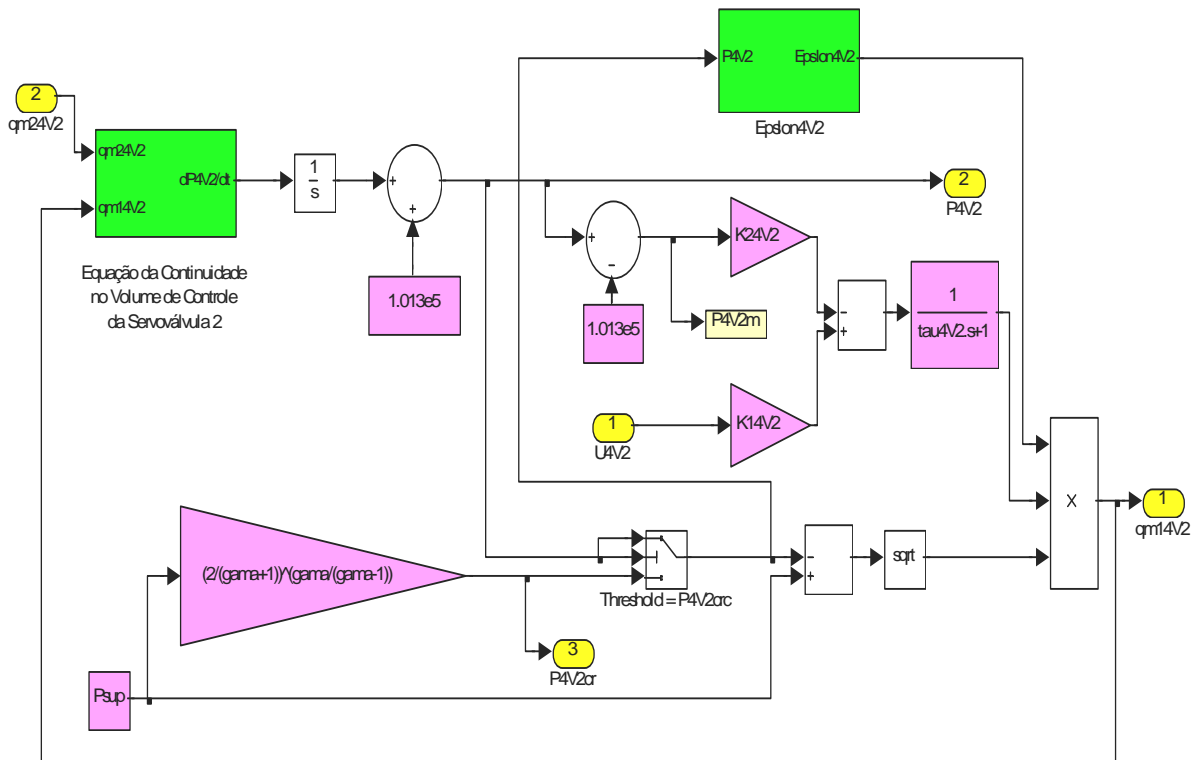 P4V2
Epslon4V2
Epslon4V2
2
qm24V2
qm24V2
qm14V2
dP4V2/dt
1
s
+
+
2
P4V2
Equação da Continuidade
no Volume de Controle
da Servoválvula 2
1.013e5
+
-
K24V2
1.013e5
P4V2m
-
+
1
tau4V2.s+1
1
U4V2
K14V2
X
1
qm14V2
(2/(gama+1))^(gama/(gama-1))
Threshold = P4V2crc
-
+
sqrt
3
P4V2cr
Psup